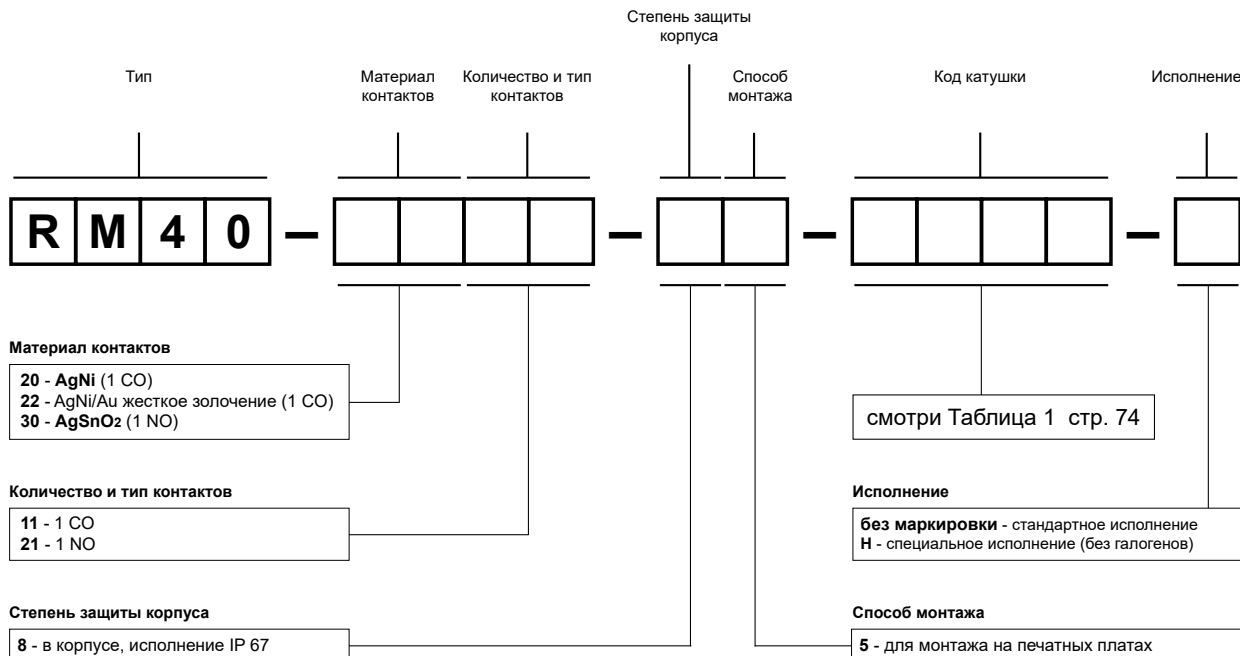 Степень защиты
корпуса
Тип
Материал
контактов
Количество и тип
контактов
Способ
монтажа
Код катушки
Исполнение
R M 4 0 – – – –
Материал контактов
20 - AgNi (1 CO)
22 - AgNi/Au жесткое золочение (1 CO)
30 - AgSnO2 (1 NO)
смотри Таблица 1 стр. 74
Количество и тип контактов
11 - 1 CO
21 - 1 NO
Исполнение
без маркировки - стандартное исполнение
H - специальное исполнение (без галогенов)
Степень защиты корпуса
8 - в корпусе, исполнение IP 67
Способ монтажа
5 - для монтажа на печатных платах